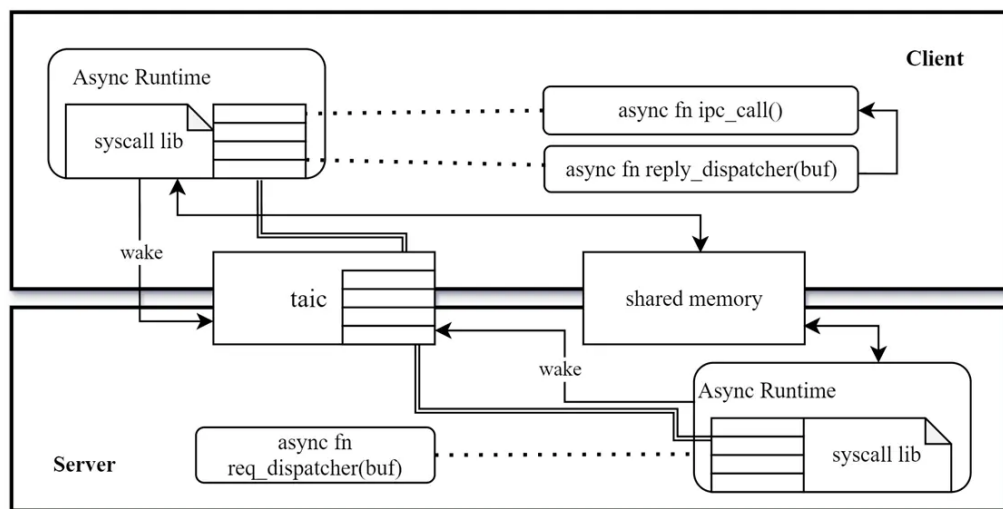 Client
Async Runtime
syscall lib
async fn ipc_call()
async fn reply_dispatcher(buf)
wake
taic
shared memory
wake
Async Runtime
syscall lib
async fn
req_dispatcher(buf)
Server